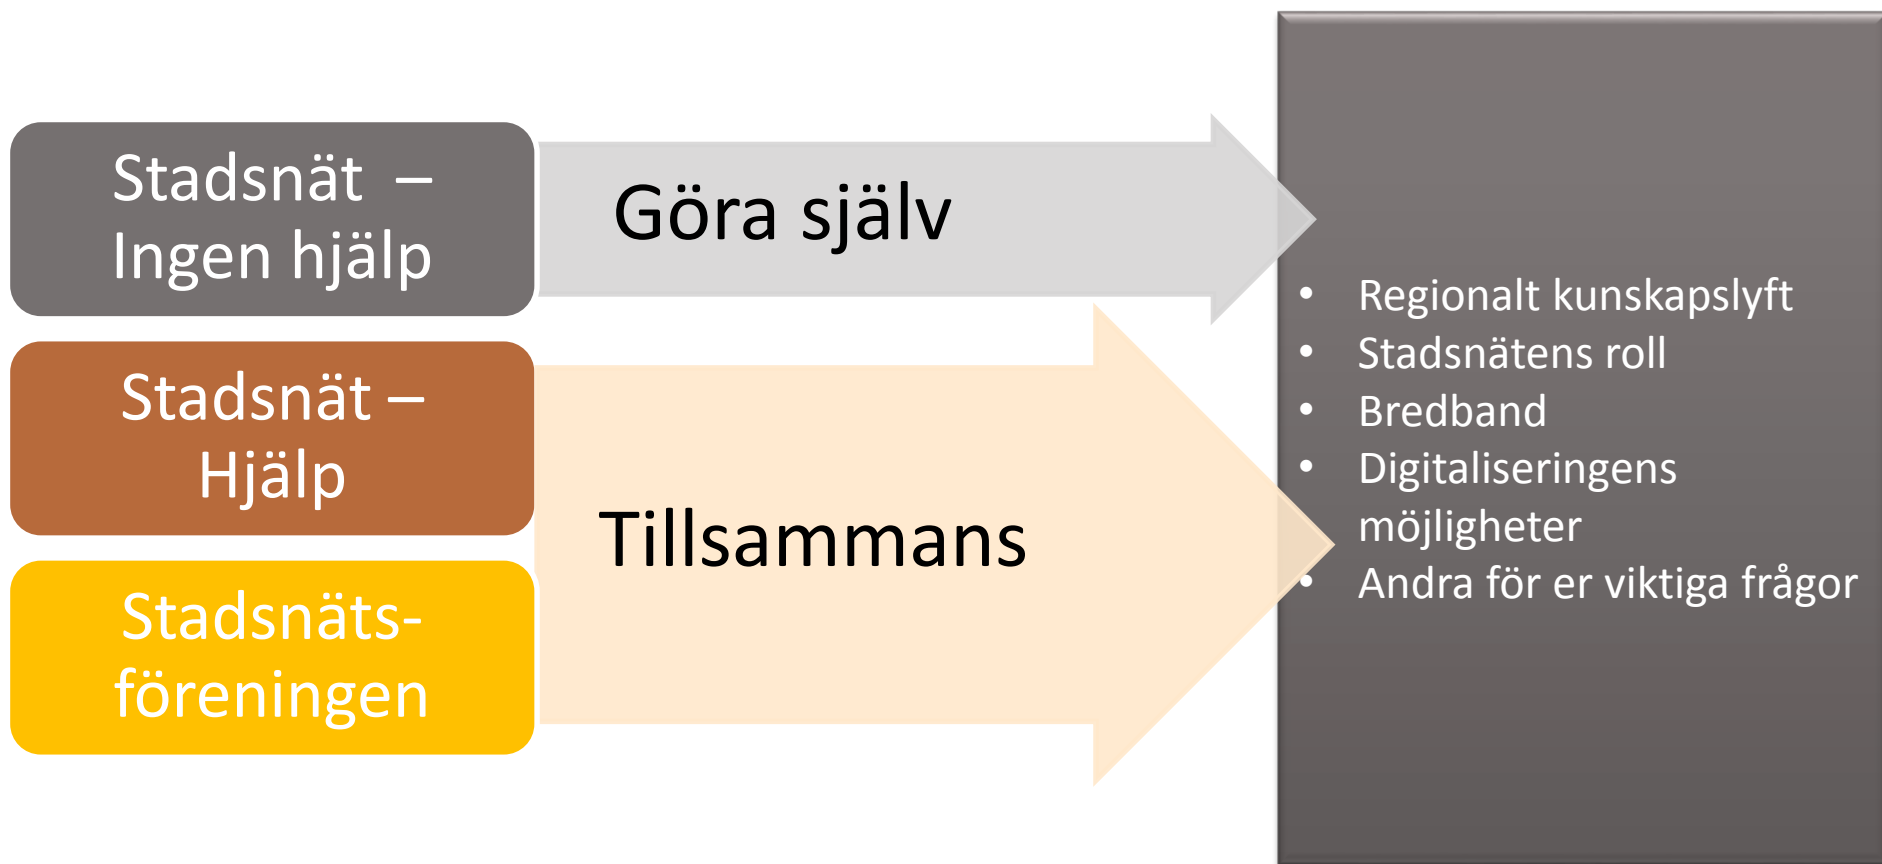 Stadsnät –
Ingen hjälp
Göra själv
Stadsnät –
Hjälp
Stadsnäts-
föreningen
Tillsammans
• Regionalt kunskapslyft
• Stadsnätens roll
• Bredband
• Digitaliseringens
möjligheter
• Andra för er viktiga frågor